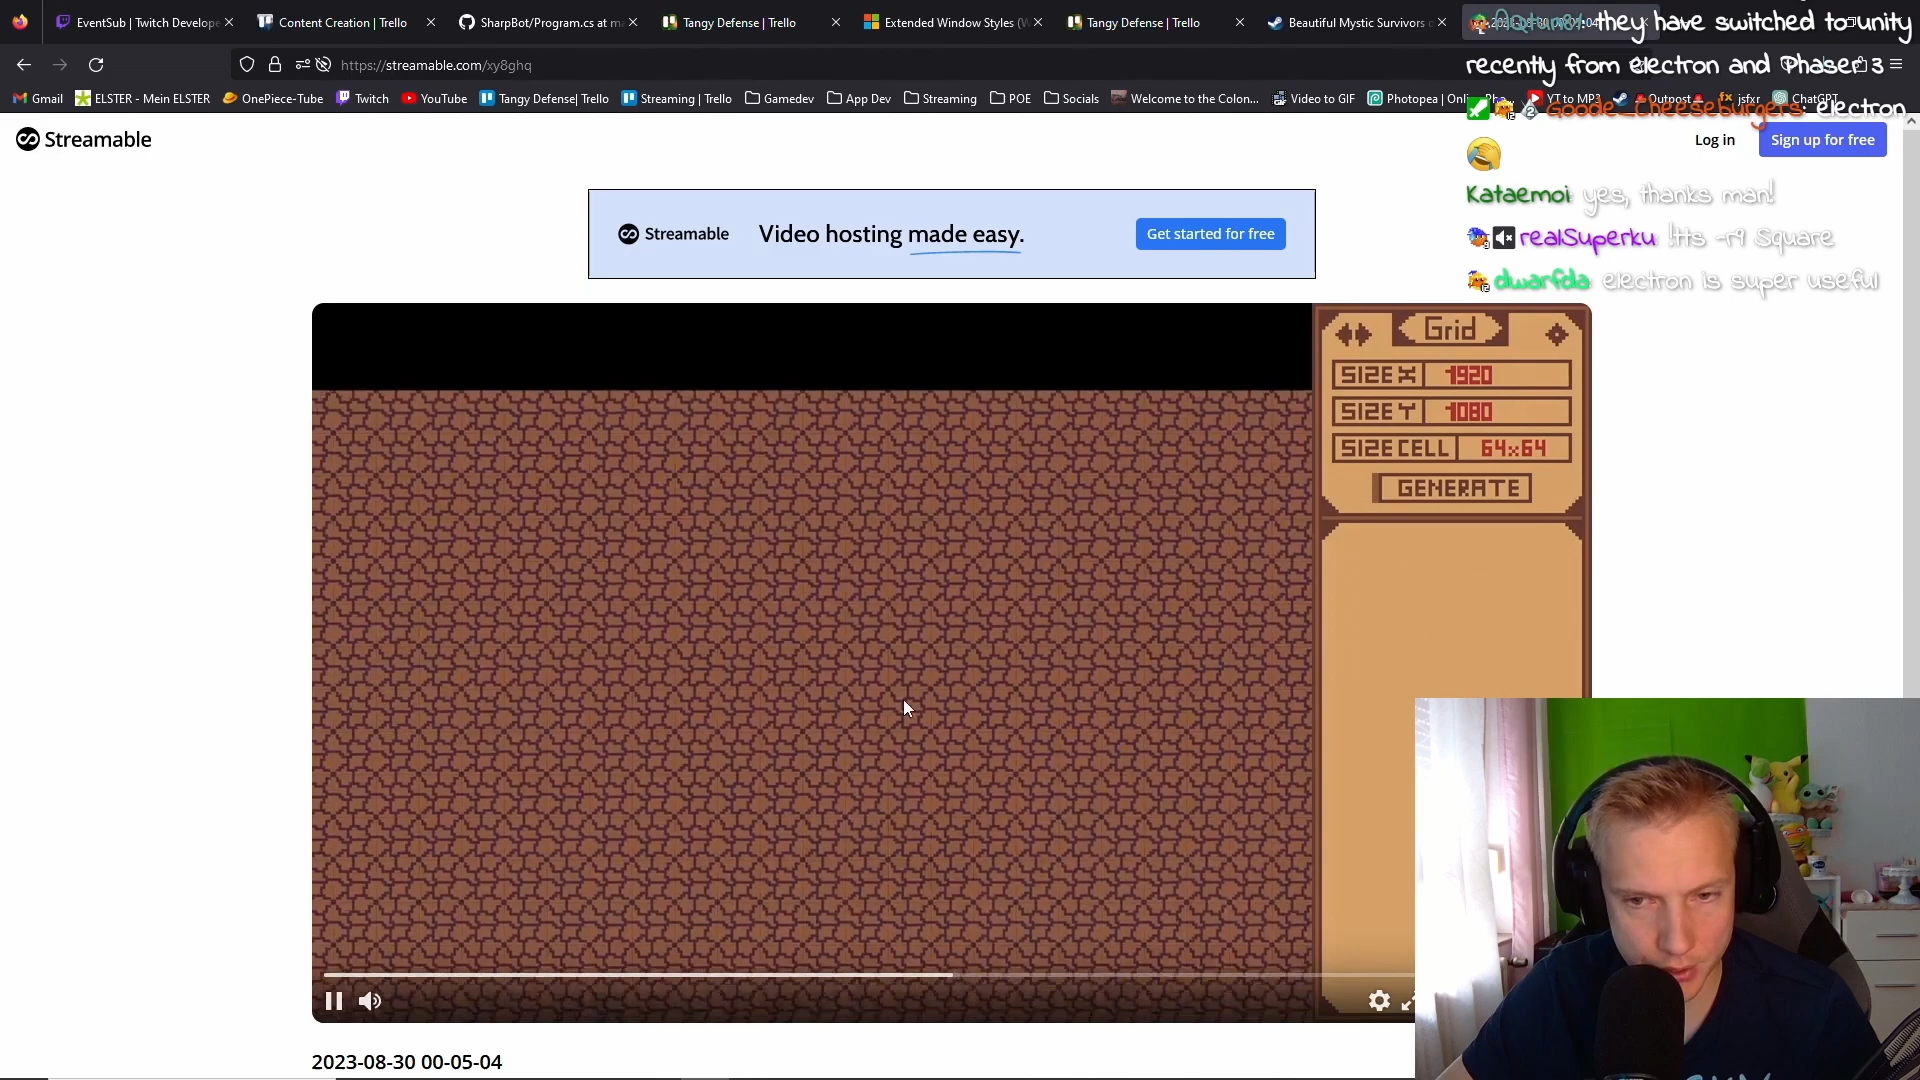 EventSub | Twitch Develope
Content Creation | Trello
SharpBot/Program.cs at ma
Tangy Defense | Trello
Extended Window Styles (W
Tangy Defense | Trello
Beautiful Mystic Survivors o
they have switched to unity
recently from electron and Phaser 3
https://streamable.com/xy8ghq
Gmail
ELSTER - Mein ELSTER
OnePiece-Tube
Twitch
YouTube
Tangy Defense| Trello
Streaming | Trello
Gamedev
App Dev
Streaming
POE
Socials
Welcome to the Colon...
Video to GIF
Photopea | Onli
YT to MP3
Outpost
jsfxr
ChatGPT
Goode_Cheeseburgers: electron
Streamable
Log in
Sign up for free
Kataemoi: yes, thanks man!
Streamable
Video hosting made easy.
Get started for free
realSuperku: !tts -r9 Square
dwarfda: electron is super useful
Grid
SIZE X 1920
SIZE Y 1080
SIZE CELL 64x64
GENERATE
2023-08-30 00-05-04